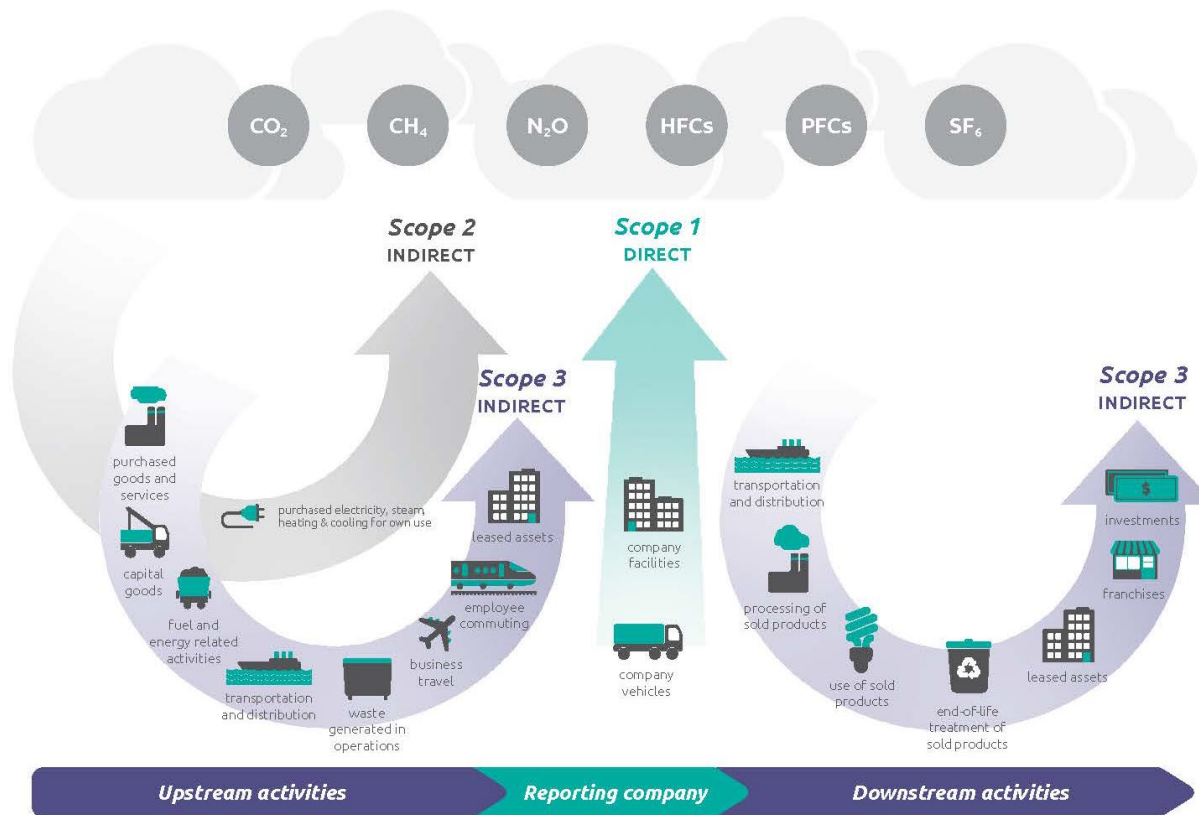 CO₂
CH₄
N₂O
HFCs
PFCs
SF₆
Scope 2
INDIRECT
Scope 1
DIRECT
Scope 3
INDIRECT
Scope 3
INDIRECT
purchased
goods and
services
capital
goods
fuel and
energy related
activities
purchased electricity, steam,
heating & cooling for own use
transportation
and distribution
waste
generated in
operations
business
travel
employee
commuting
leased assets
company
facilities
company
vehicles
transportation
and distribution
processing of
sold products
use of sold
products
end-of-life
treatment of
sold products
leased assets
franchises
$
investments
Upstream activities
Reporting company
Downstream activities